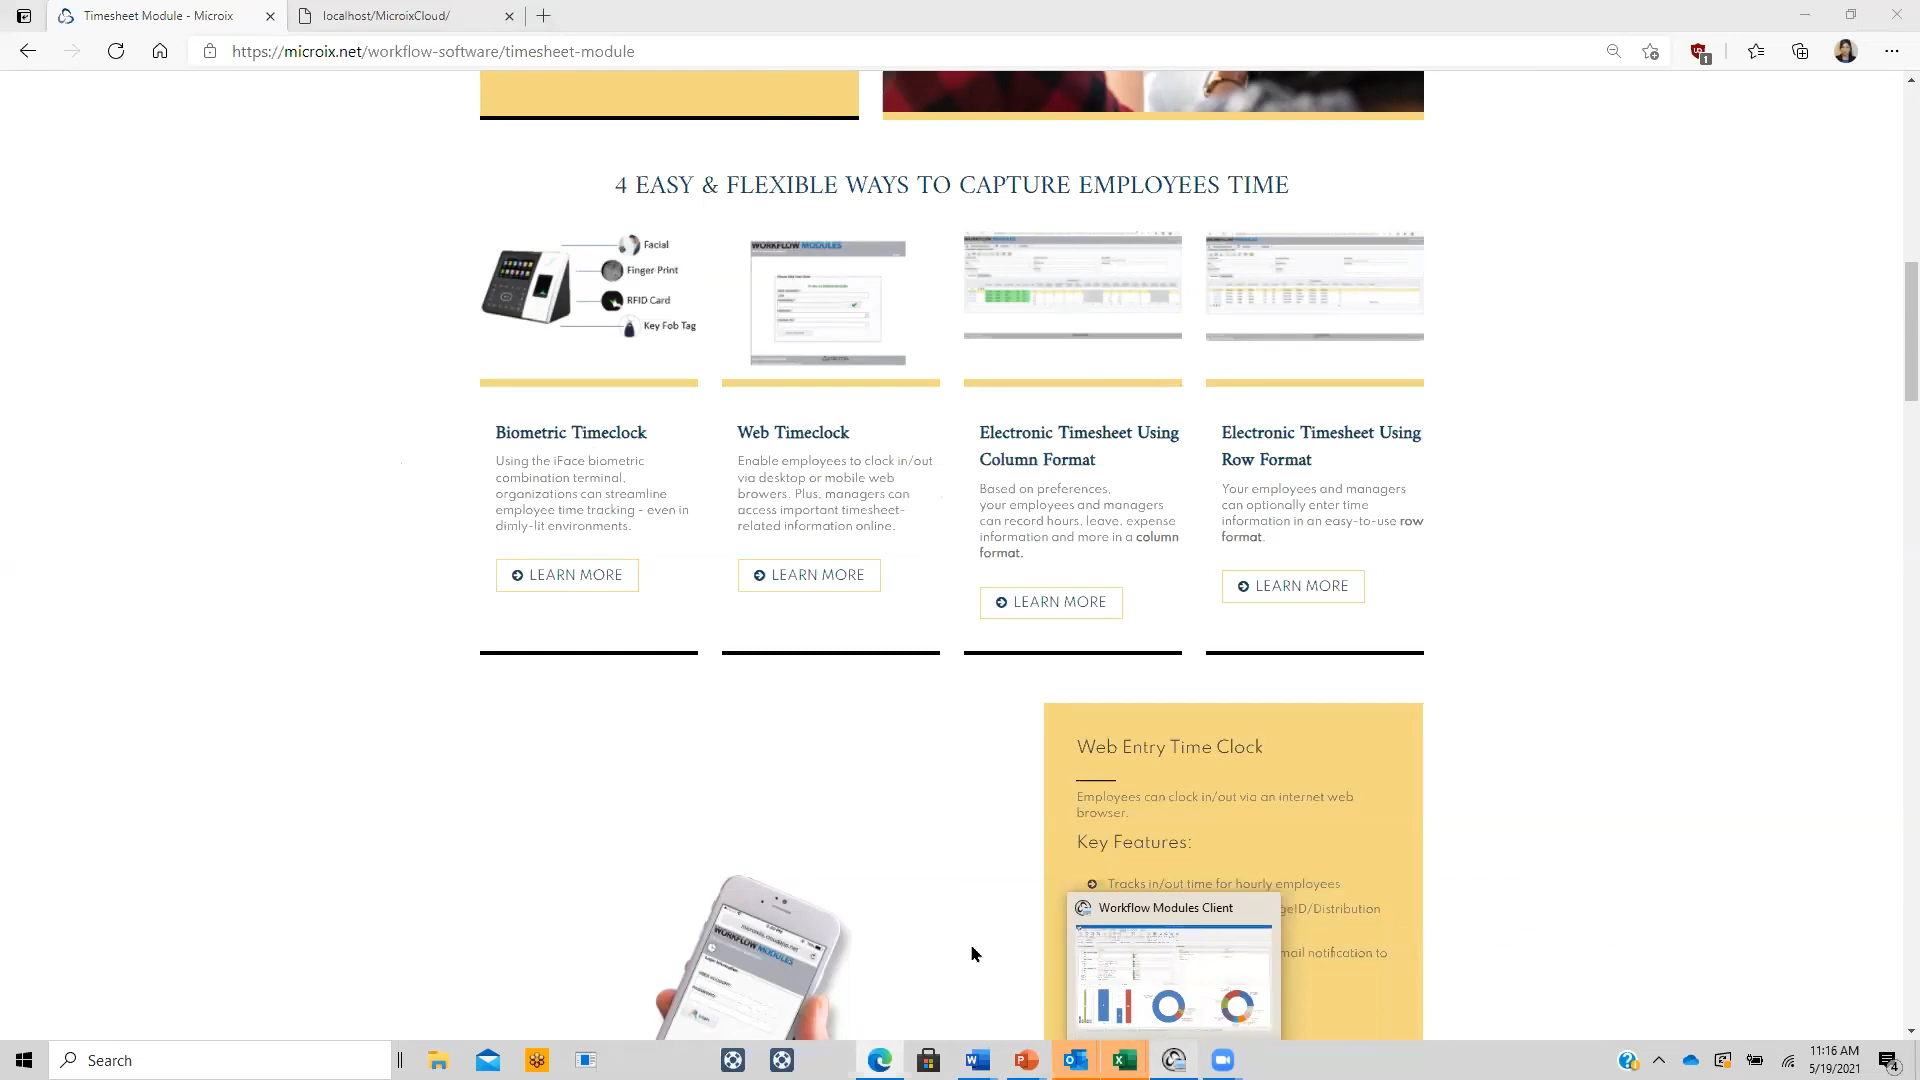 Timesheet Module - Microix
localhost/MicroixCloud/
https://microix.net/workflow-software/timesheet-module
1
4 EASY & FLEXIBLE WAYS TO CAPTURE EMPLOYEES TIME
Facial
Finger Print
RFID Card
Key Fob Tag
WORKFLOW MODULES
Biometric Timeclock
Using the iFace biometric
combination terminal,
organizations can streamline
employee time tracking - even in
dimly-lit environments.
LEARN MORE
Web Timeclock
Enable employees to clock in/out
via desktop or mobile web
browers. Plus, managers can
access important timesheet-
related information online.
LEARN MORE
Electronic Timesheet Using
Column Format
Based on preferences,
your employees and managers
can record hours, leave, expense
information and more in a column
format.
LEARN MORE
Electronic Timesheet Using
Row Format
Your employees and managers
can optionally enter time
information in an easy-to-use row
format.
LEARN MORE
Web Entry Time Clock
Employees can clock in/out via an internet web
browser.
Key Features:
Tracks in/out time for hourly employees
geID/Distribution
mail notification to
Workflow Modules Client
WORKFLOW MODULES
Search
11:16 AM
5/19/2021
4